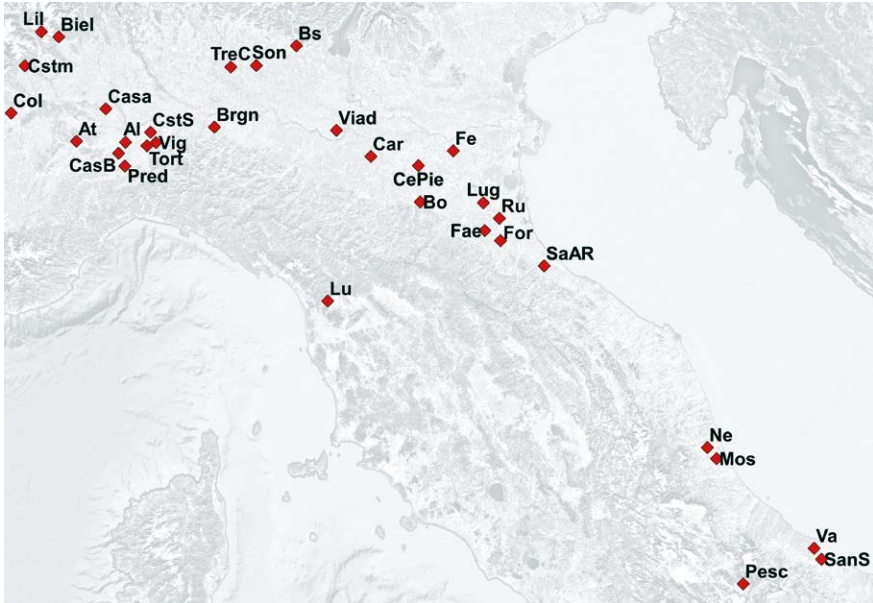 Lil
Biel
Bs
TreC
Son
Cstm
Col
Casa
CstS
Brgn
Viad
At
Al
Vig
Tort
CasB
Pred
Car
Fe
CePie
Bo
Lug
Ru
Fae
For
SaAR
Lu
Ne
Mos
Va
SanS
Pesc